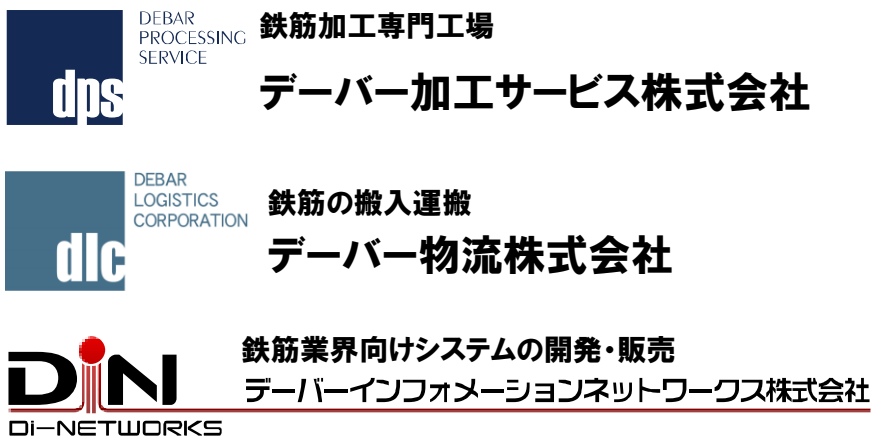 DEBAR
PROCESSING
SERVICE
dps
鉄筋加工専門工場
デーバー加工サービス株式会社
DEBAR
LOGISTICS
CORPORATION
dlc
鉄筋の搬入運搬
デーバー物流株式会社
DiN
Di-NETWORKS
鉄筋業界向けシステムの開発・販売
デーバーインフォメーションネットワークス株式会社